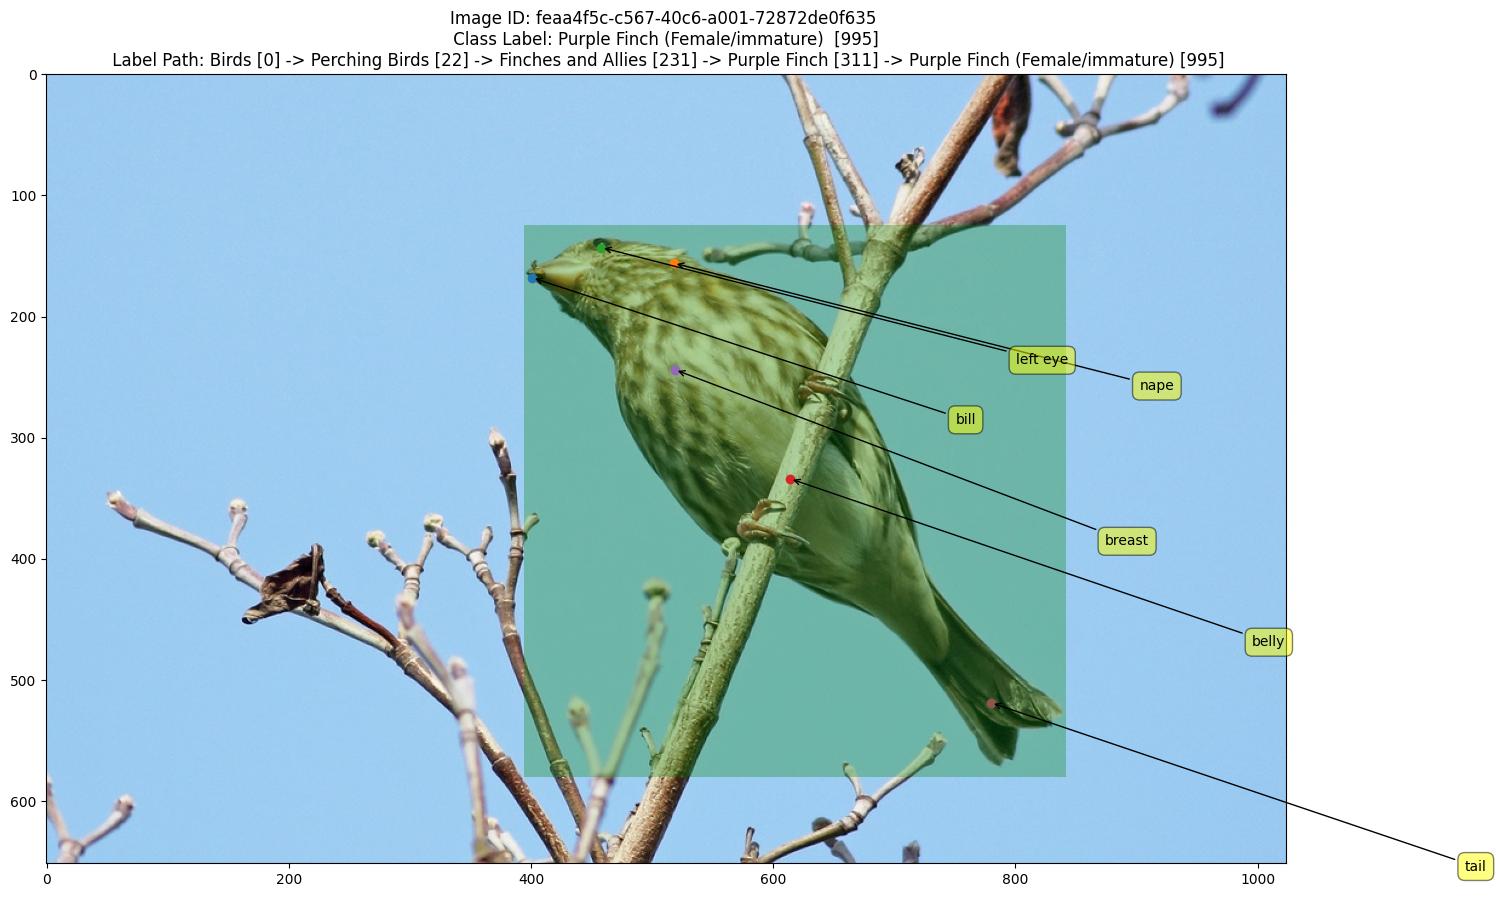 Image ID: feaa4f5c-c567-40c6-a001-72872de0f635
Class Label: Purple Finch (Female/immature)  [995]
Label Path: Birds [0] -> Perching Birds [22] -> Finches and Allies [231] -> Purple Finch [311] -> Purple Finch (Female/immature) [995]
0
100
200
300
400
500
600
left eye
nape
bill
breast
belly
tail
0
200
400
600
800
1000